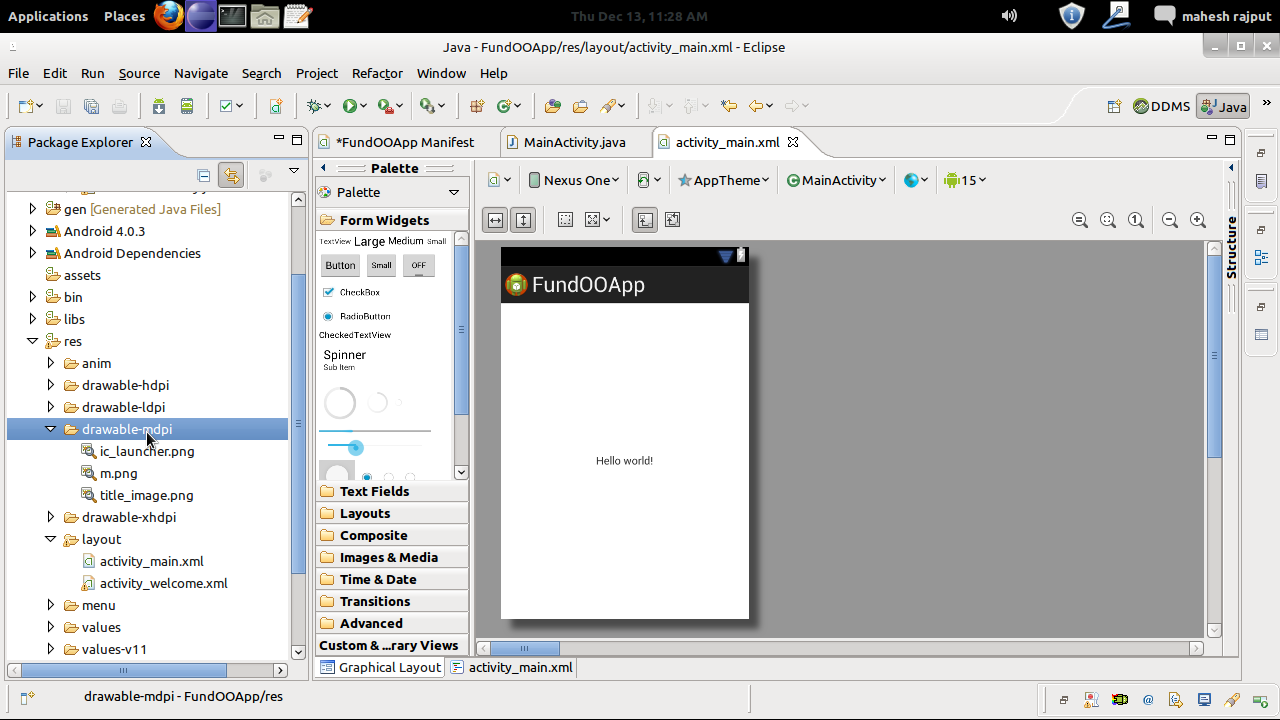 Applications Places Thu Dec 13, 11:28 AM mahesh rajput
Java - FundOOApp/res/layout/activity_main.xml - Eclipse
File Edit Run Source Navigate Search Project Refactor Window Help
DDMS Java
Package Explorer
gen [Generated Java Files]
Android 4.0.3
Android Dependencies
assets
bin
libs
res
anim
drawable-hdpi
drawable-ldpi
drawable-mdpi
ic_launcher.png
m.png
title_image.png
drawable-xhdpi
layout
activity_main.xml
activity_welcome.xml
menu
values
values-v11
*FundOOApp Manifest MainActivity.java activity_main.xml
Palette
Palette
Form Widgets
TextView Large Medium Small
Button Small OFF
CheckBox
RadioButton
CheckedTextView
Spinner
Sub Item
Text Fields
Layouts
Composite
Images & Media
Time & Date
Transitions
Advanced
Custom & ...rary Views
Nexus One AppTheme MainActivity 15
1
FundOOApp
Hello world!
Structure
Graphical Layout activity_main.xml
drawable-mdpi - FundOOApp/res